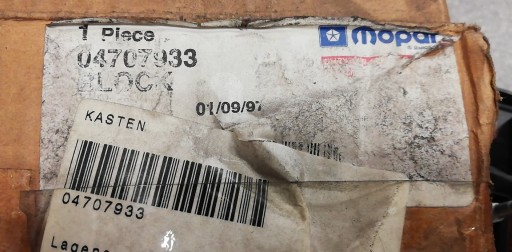 1 Piece
mopar
04707933
BLOCK
01/09/97
KASTEN
04707933